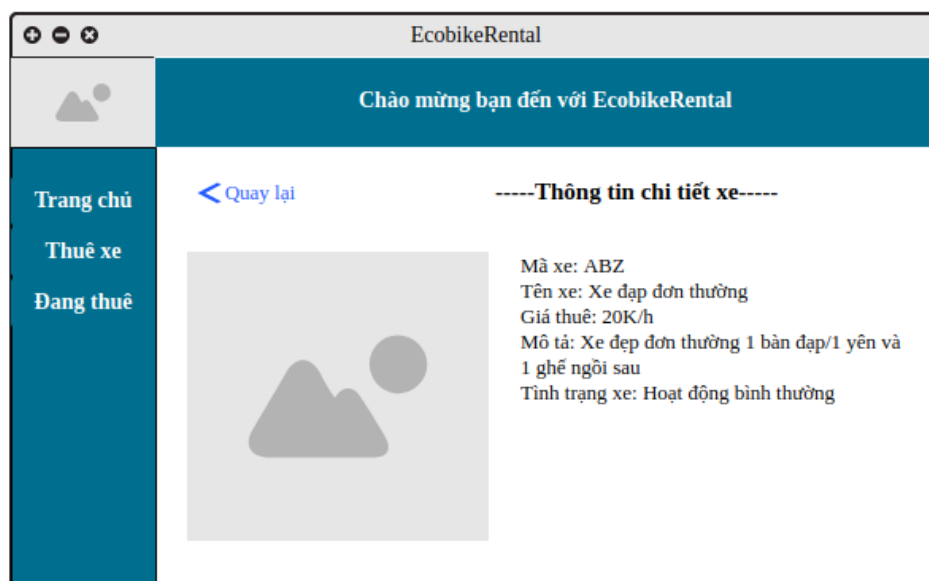 EcobikeRental
Chào mừng bạn đến với EcobikeRental
Trang chủ
Thuê xe
Đang thuê
Quay lại
-----Thông tin chi tiết xe-----
Mã xe: ABZ
Tên xe: Xe đạp đơn thường
Giá thuê: 20K/h
Mô tả: Xe đẹp đơn thường 1 bàn đạp/1 yên và
1 ghế ngồi sau
Tình trạng xe: Hoạt động bình thường